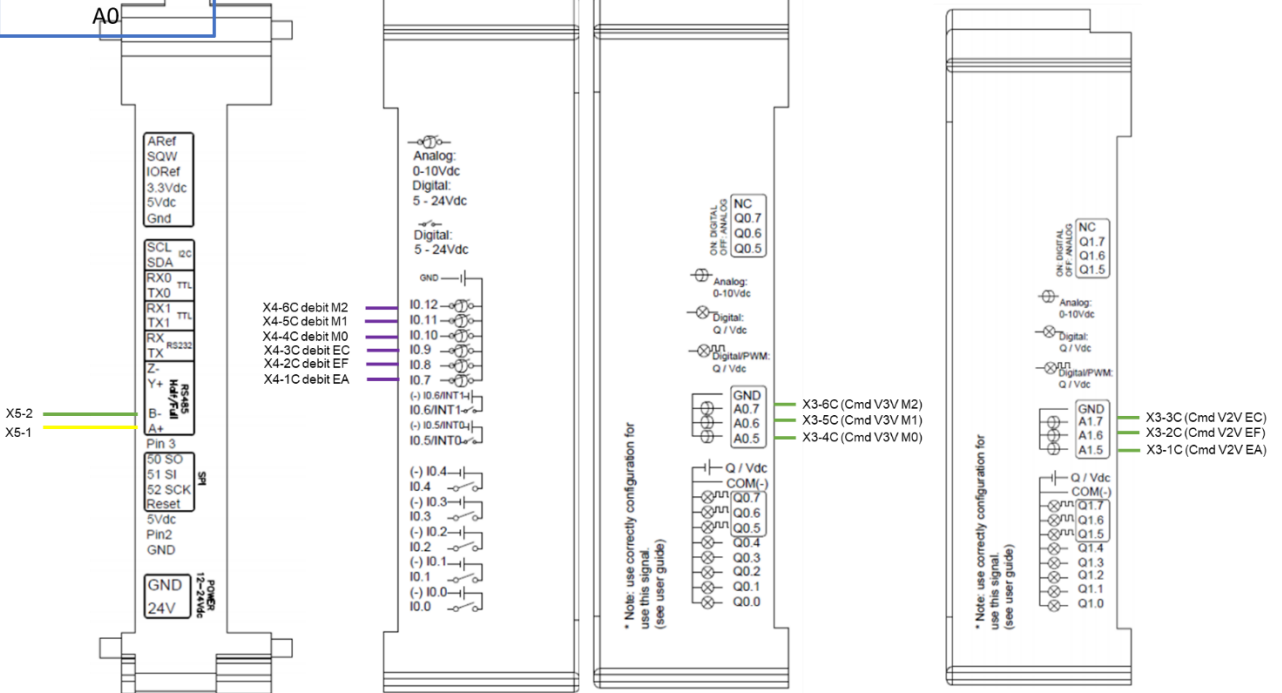 A0
ARef
SQW
IORef
3.3Vdc
5Vdc
Gnd
SCL
SDA
I2C
RX0
TX0
TTL
RX1
TX1
TTL
RX
TX
RS232
Z-
Y+
B-
A+
RS485
Half/Full
Pin 3
50 SO
51 SI
52 SCK
Reset
SPI
5Vdc
Pin2
GND
GND
24V
POWER
12-24Vdc
X5-2
X5-1
Analog:
0-10Vdc
Digital:
5 - 24Vdc
Digital:
5 - 24Vdc
GND
I0.12
I0.11
I0.10
I0.9
I0.8
I0.7
(-) I0.6/INT1
I0.6/INT1
(-) I0.5/INT0
I0.5/INT0
(-) I0.4
I0.4
(-) I0.3
I0.3
(-) I0.2
I0.2
(-) I0.1
I0.1
(-) I0.0
I0.0
X4-6C debit M2
X4-5C debit M1
X4-4C debit M0
X4-3C debit EC
X4-2C debit EF
X4-1C debit EA
ON: DIGITAL
OFF: ANALOG
NC
Q0.7
Q0.6
Q0.5
Analog:
0-10Vdc
Digital:
Q / Vdc
Digital/PWM:
Q / Vdc
GND
A0.7
A0.6
A0.5
Q / Vdc
COM(-)
Q0.7
Q0.6
Q0.5
Q0.4
Q0.3
Q0.2
Q0.1
Q0.0
* Note: use correctly configuration for
use this signal.
(see user guide)
X3-6C (Cmd V3V M2)
X3-5C (Cmd V3V M1)
X3-4C (Cmd V3V M0)
ON: DIGITAL
OFF: ANALOG
NC
Q1.7
Q1.6
Q1.5
Analog:
0-10Vdc
Digital:
Q / Vdc
Digital/PWM:
Q / Vdc
GND
A1.7
A1.6
A1.5
Q / Vdc
COM(-)
Q1.7
Q1.6
Q1.5
Q1.4
Q1.3
Q1.2
Q1.1
Q1.0
* Note: use correctly configuration for
use this signal.
(see user guide)
X3-3C (Cmd V2V EC)
X3-2C (Cmd V2V EF)
X3-1C (Cmd V2V EA)